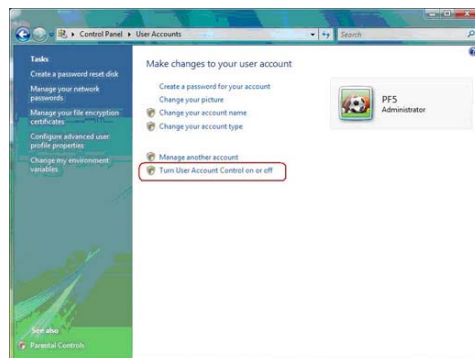 Control Panel ▸ User Accounts
Search
Tasks
Create a password reset disk
Manage your network
passwords
Manage your file encryption
certificates
Configure advanced user
profile properties
Change my environment
variables
See also
Parental Controls
Make changes to your user account
Create a password for your account
Change your picture
Change your account name
Change your account type
Manage another account
Turn User Account Control on or off
PF5
Administrator